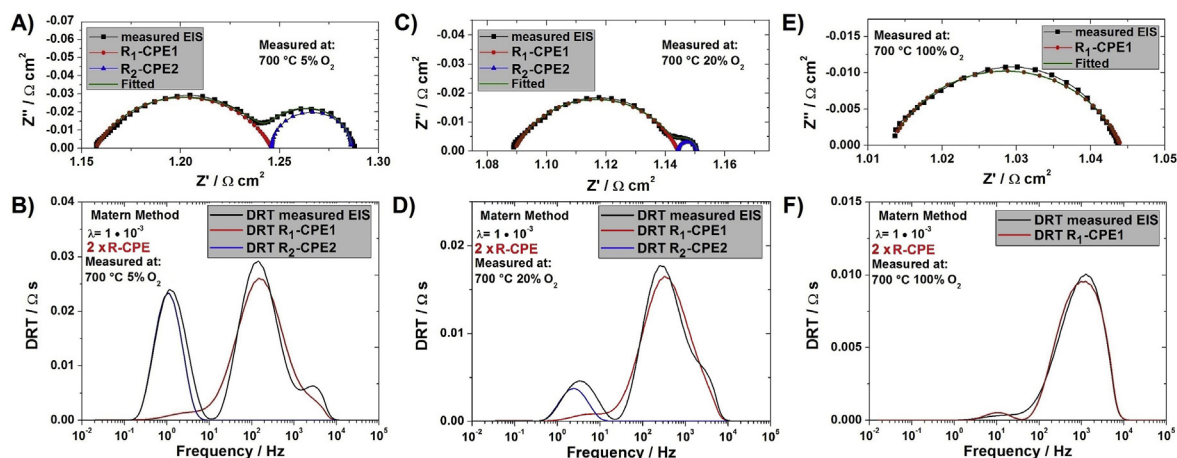 A)
-0.07
-0.06
-0.05
-0.04
-0.03
-0.02
-0.01
0.00
Z'' / Ω cm²
measured EIS
R₁-CPE1
R₂-CPE2
Fitted
Measured at:
700 °C 5% O₂
1.15 1.20 1.25 1.30
Z' / Ω cm²
C)
-0.05
-0.04
-0.03
-0.02
-0.01
0.00
Z'' / Ω cm²
measured EIS
R₁-CPE1
R₂-CPE2
Fitted
Measured at:
700 °C 20% O₂
1.08 1.10 1.12 1.14 1.16
Z' / Ω cm²
E)
-0.015
-0.010
-0.005
0.000
Z'' / Ω cm²
Measured at:
700 °C 100% O₂
measured EIS
R₁-CPE1
Fitted
1.01 1.02 1.03 1.04 1.05
Z' / Ω cm²
B)
0.04
0.03
0.02
0.01
0.00
DRT / Ω s
Matern Method
λ= 1 • 10⁻³
2 xR-CPE
Measured at:
700 °C 5% O₂
DRT measured EIS
DRT R₁-CPE1
DRT R₂-CPE2
10⁻² 10⁻¹ 10⁰ 10¹ 10² 10³ 10⁴ 10⁵
Frequency / Hz
D)
0.02
0.01
0.00
DRT / Ω s
Matern Method
λ= 1 • 10⁻³
2 xR-CPE
Measured at:
700 °C 20% O₂
DRT measured EIS
DRT R₁-CPE1
DRT R₂-CPE2
10⁻² 10⁻¹ 10⁰ 10¹ 10² 10³ 10⁴ 10⁵
Frequency / Hz
F)
0.015
0.010
0.005
0.000
DRT / Ω s
Matern Method
λ= 1 • 10⁻³
2 xR-CPE
Measured at:
700 °C 100% O₂
DRT measured EIS
DRT R₁-CPE1
10⁻² 10⁻¹ 10⁰ 10¹ 10² 10³ 10⁴ 10⁵
Frequency / Hz